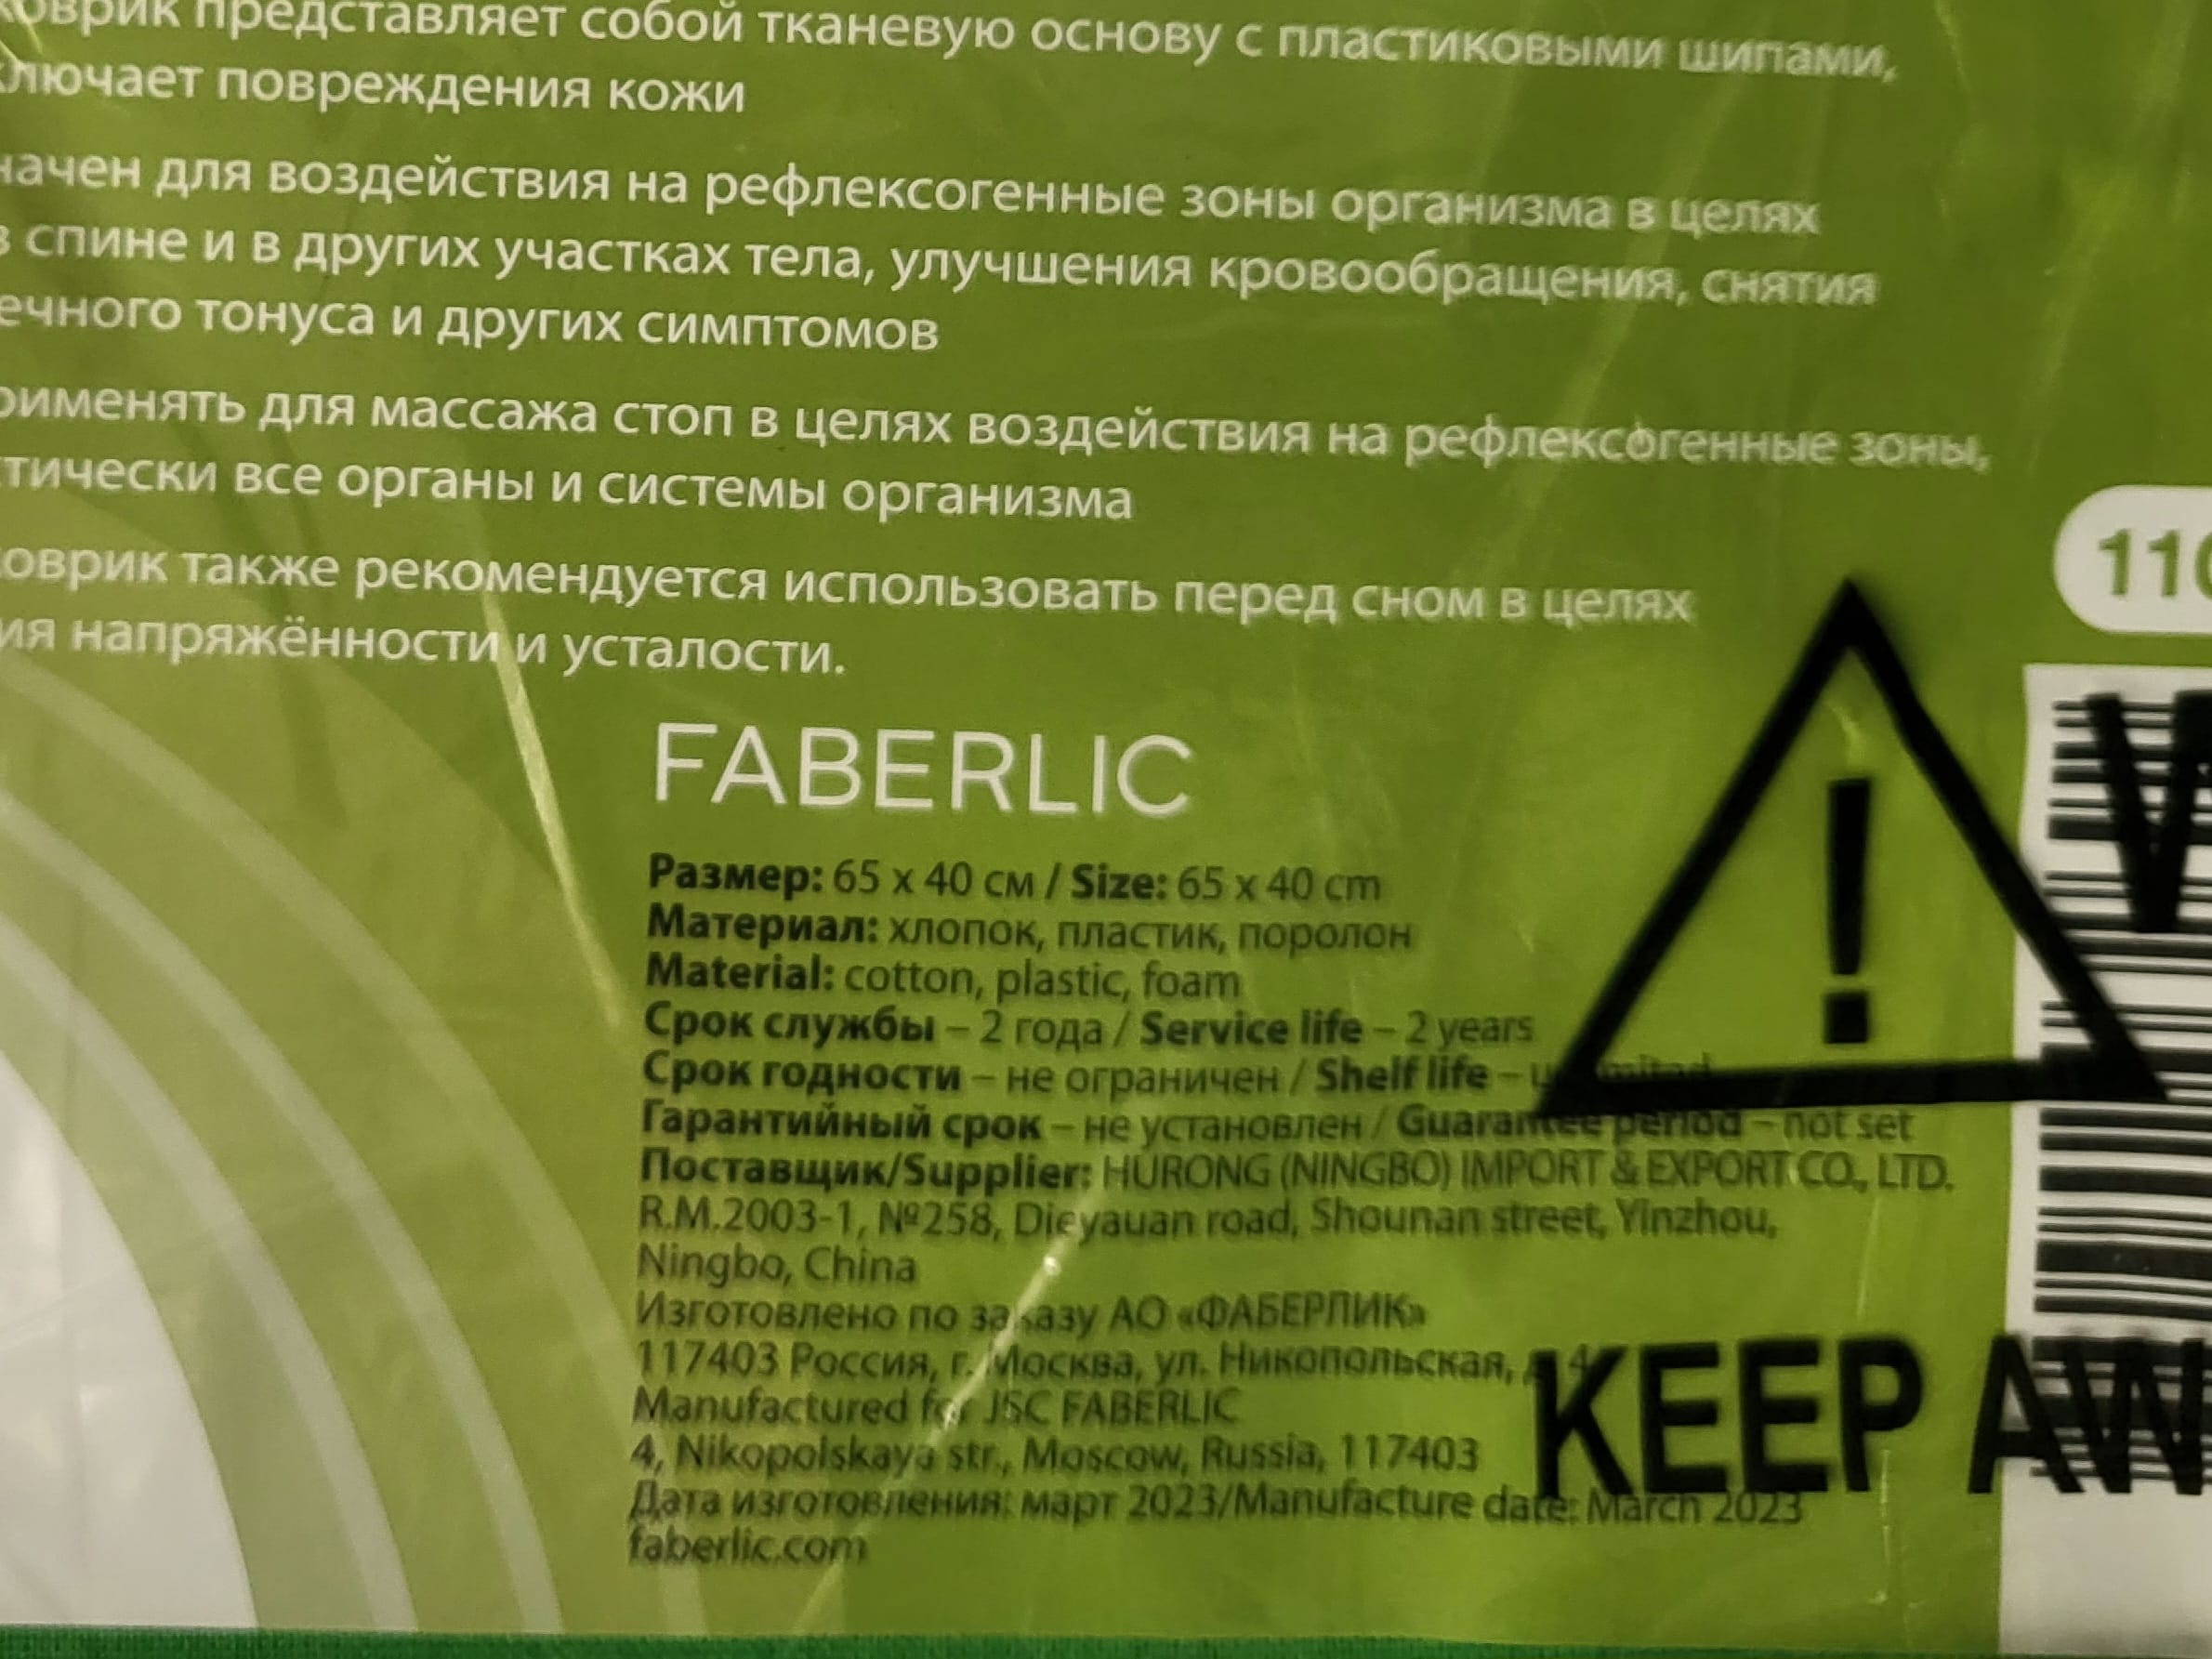 коврик представляет собой тканевую основу с пластиковыми шипами,
ключает повреждения кожи
начен для воздействия на рефлексогенные зоны организма в целях
в спине и в других участках тела, улучшения кровообращения, снятия
ечного тонуса и других симптомов
рименять для массажа стоп в целях воздействия на рефлексогенные зоны,
тически все органы и системы организма
оврик также рекомендуется использовать перед сном в целях
ия напряжённости и усталости.
110
FABERLIC
Размер: 65 x 40 см / Size: 65 x 40 cm
Материал: хлопок, пластик, поролон
Material: cotton, plastic, foam
Срок службы – 2 года / Service life – 2 years
Срок годности – не ограничен / Shelf life – unlimited
Гарантийный срок – не установлен / Guarantee period – not set
Поставщик/Supplier: HURONG (NINGBO) IMPORT & EXPORT CO., LTD.
R.M.2003-1, №258, Dieyauan road, Shounan street, Yinzhou,
Ningbo, China
Изготовлено по заказу АО «ФАБЕРЛИК»
117403 Россия, г. Москва, ул. Никопольская, д. 4
Manufactured for JSC FABERLIC
4, Nikopolskaya str., Moscow, Russia, 117403
Дата изготовления: март 2023/Manufacture date: March 2023
faberlic.com
!
KEEP AW